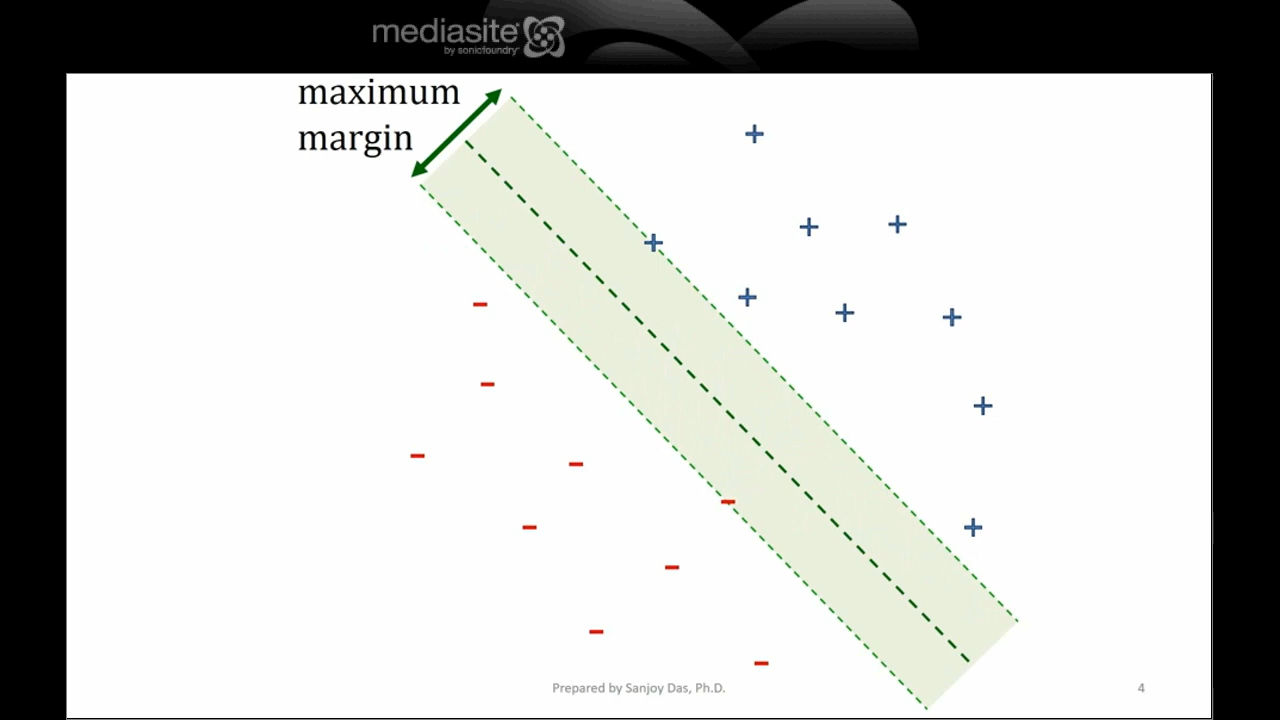 mediasite
by sonicfoundry
maximum
margin
Prepared by Sanjoy Das, Ph.D.
4